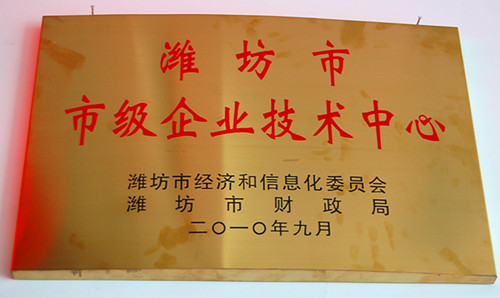 潍坊市
市级企业技术中心
潍坊市经济和信息化委员会
潍坊市财政局
二〇一〇年九月